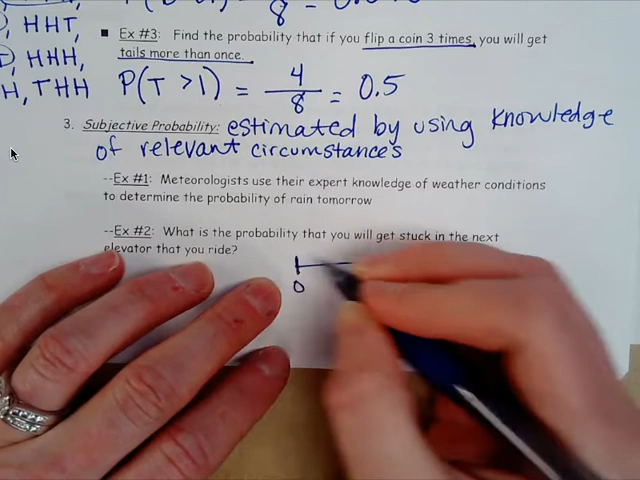 HHT,
■ Ex #3: Find the probability that if you flip a coin 3 times, you will get
tails more than once.
HHH,
H, THH
P(T >1) = 4/8 = 0.5
3. Subjective Probability: estimated by using knowledge
of relevant circumstances
--Ex #1: Meteorologists use their expert knowledge of weather conditions
to determine the probability of rain tomorrow
--Ex #2: What is the probability that you will get stuck in the next
elevator that you ride?
0